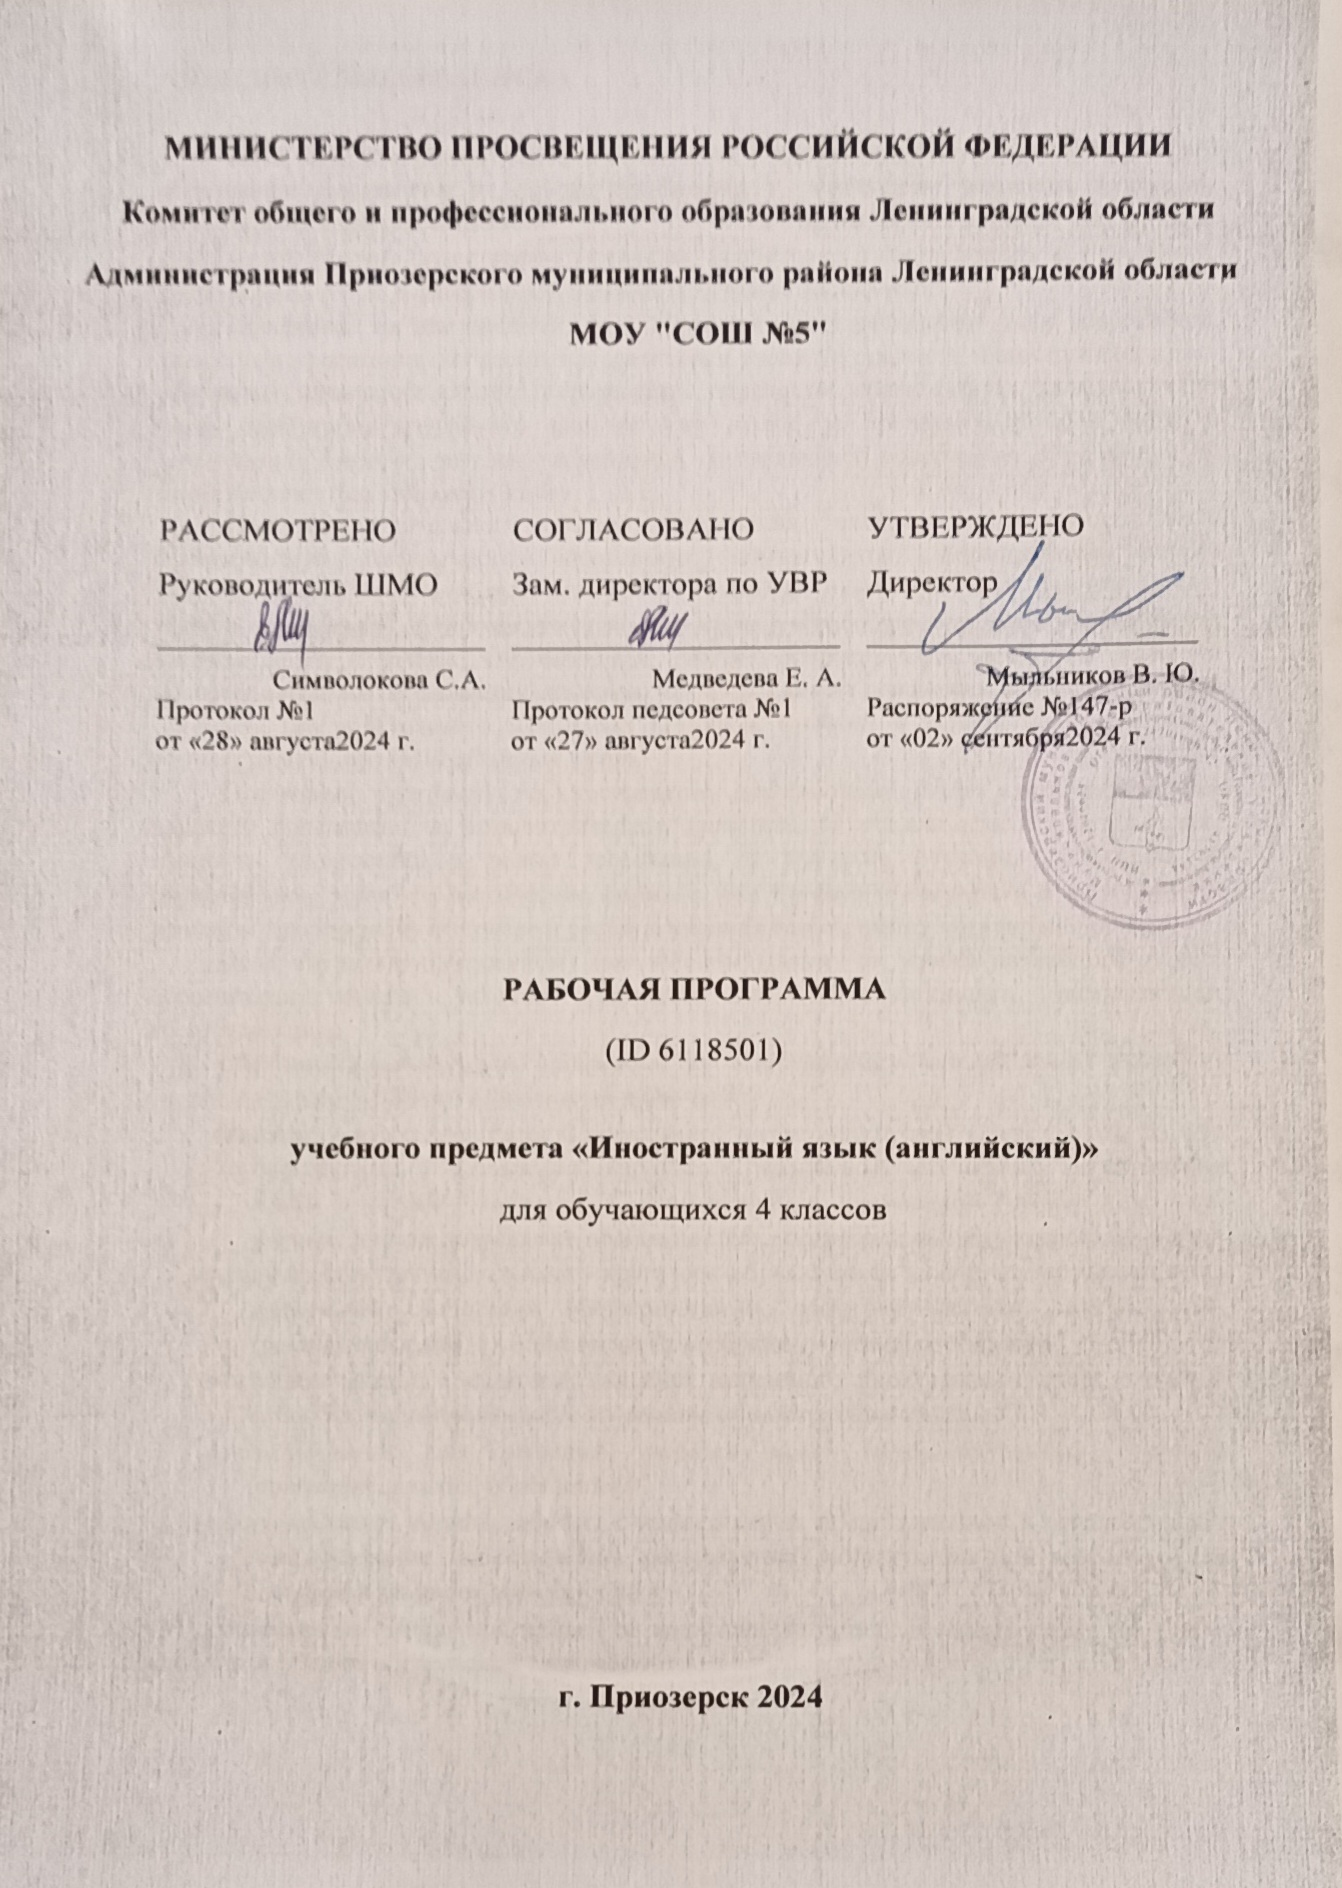 МИНИСТЕРСТВО ПРОСВЕЩЕНИЯ РОССИЙСКОЙ ФЕДЕРАЦИИ
Комитет общего и профессионального образования Ленинградской области
Администрация Приозерского муниципального района Ленинградской области
МОУ "СОШ №5"
РАССМОТРЕНО
Руководитель ШМО
Символокова С.А.
Протокол №1
от «28» августа2024 г.
СОГЛАСОВАНО
Зам. директора по УВР
Медведева Е. А.
Протокол педсовета №1
от «27» августа2024 г.
УТВЕРЖДЕНО
Директор
Мыльников В. Ю.
Распоряжение №147-р
от «02» сентября2024 г.
РАБОЧАЯ ПРОГРАММА
(ID 6118501)
учебного предмета «Иностранный язык (английский)»
для обучающихся 4 классов
г. Приозерск 2024